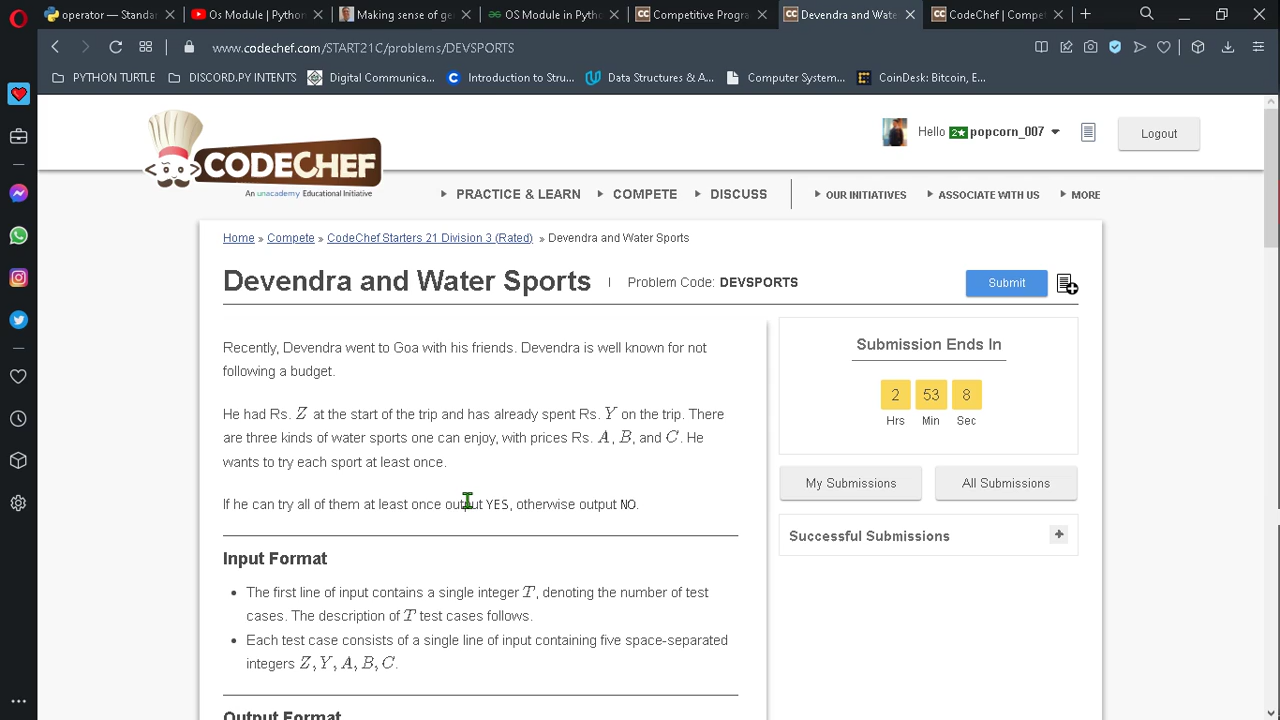 operator — Standa
Os Module | Python
Making sense of ge
OS Module in Pytho
Competitive Progra
Devendra and Wate
CodeChef | Compet
www.codechef.com/START21C/problems/DEVSPORTS
PYTHON TURTLE
DISCORD.PY INTENTS
Digital Communica...
Introduction to Stru...
Data Structures & A...
Computer System...
CoinDesk: Bitcoin, E...
CODECHEF
An unacademy Educational Initiative
Hello 2★ popcorn_007
Logout
PRACTICE & LEARN COMPETE DISCUSS OUR INITIATIVES ASSOCIATE WITH US MORE
Home » Compete » CodeChef Starters 21 Division 3 (Rated) » Devendra and Water Sports
Devendra and Water Sports | Problem Code: DEVSPORTS
Submit
Recently, Devendra went to Goa with his friends. Devendra is well known for not
following a budget.
He had Rs. Z at the start of the trip and has already spent Rs. Y on the trip. There
are three kinds of water sports one can enjoy, with prices Rs. A, B, and C. He
wants to try each sport at least once.
If he can try all of them at least once output YES, otherwise output NO.
Input Format
• The first line of input contains a single integer T, denoting the number of test
cases. The description of T test cases follows.
• Each test case consists of a single line of input containing five space-separated
integers Z, Y, A, B, C.
Output Format
Submission Ends In
2 53 8
Hrs Min Sec
My Submissions
All Submissions
Successful Submissions